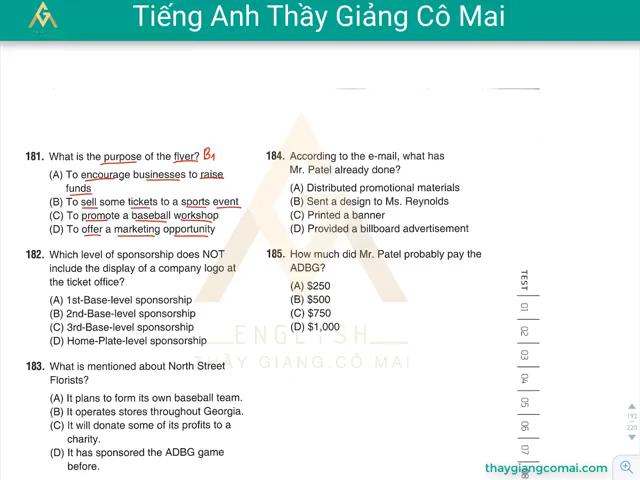 Tiếng Anh Thầy Giảng Cô Mai
181. What is the purpose of the flyer? B1
(A) To encourage businesses to raise
funds
(B) To sell some tickets to a sports event
(C) To promote a baseball workshop
(D) To offer a marketing opportunity
182. Which level of sponsorship does NOT
include the display of a company logo at
the ticket office?
(A) 1st-Base-level sponsorship
(B) 2nd-Base-level sponsorship
(C) 3rd-Base-level sponsorship
(D) Home-Plate-level sponsorship
183. What is mentioned about North Street
Florists?
(A) It plans to form its own baseball team.
(B) It operates stores throughout Georgia.
(C) It will donate some of its profits to a
charity.
(D) It has sponsored the ADBG game
before.
184. According to the e-mail, what has
Mr. Patel already done?
(A) Distributed promotional materials
(B) Sent a design to Ms. Reynolds
(C) Printed a banner
(D) Provided a billboard advertisement
185. How much did Mr. Patel probably pay the
ADBG?
(A) $250
(B) $500
(C) $750
(D) $1,000
ENGLISH
THẦY GIẢNG.CÔ MAI
TEST
01
02
03
04
05
06
07
08
192
220
thaygiangcomai.com